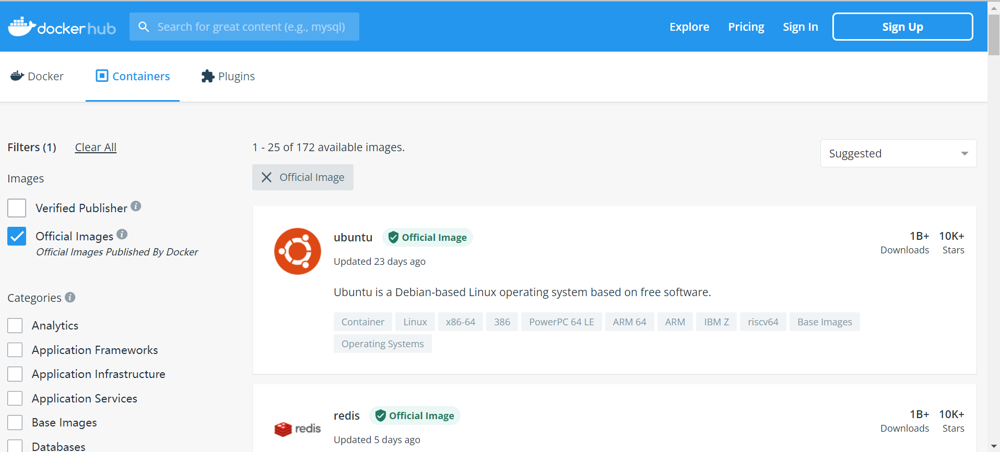 docker hub
Search for great content (e.g., mysql)
Explore
Pricing
Sign In
Sign Up
Docker
Containers
Plugins
Filters (1)
Clear All
1 - 25 of 172 available images.
Suggested
Official Image
Images
Verified Publisher
Official Images
Official Images Published By Docker
Categories
Analytics
Application Frameworks
Application Infrastructure
Application Services
Base Images
Databases
ubuntu
Official Image
1B+
10K+
Downloads
Stars
Updated 23 days ago
Ubuntu is a Debian-based Linux operating system based on free software.
Container
Linux
x86-64
386
PowerPC 64 LE
ARM 64
ARM
IBM Z
riscv64
Base Images
Operating Systems
redis
redis
Official Image
1B+
10K+
Downloads
Stars
Updated 5 days ago